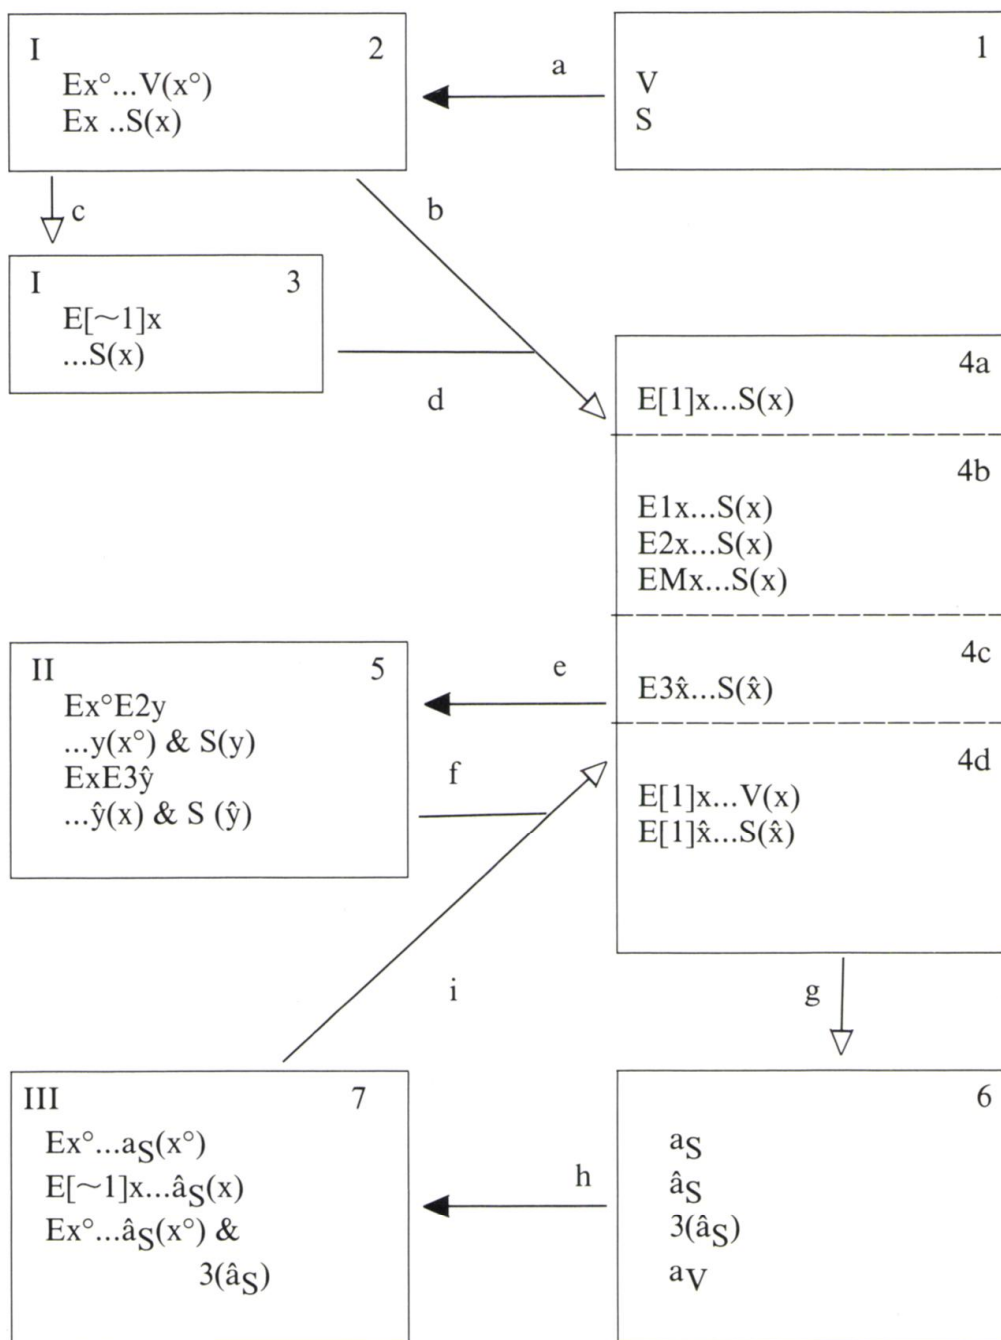 I 2
Ex°...V(x°)
Ex ..S(x)
a
1
V
S
c
b
I 3
E[~1]x
...S(x)
d
4a
E[1]x...S(x)
4b
E1x...S(x)
E2x...S(x)
EMx...S(x)
4c
E3x̂...S(x̂)
4d
E[1]x...V(x)
E[1]x̂...S(x̂)
II 5
Ex°E2y
...y(x°) & S(y)
ExE3ŷ
...ŷ(x) & S (ŷ)
e
f
i
g
III 7
Ex°...aS(x°)
E[~1]x...âS(x)
Ex°...âS(x°) &
3(âS)
h
6
aS
âS
3(âS)
aV